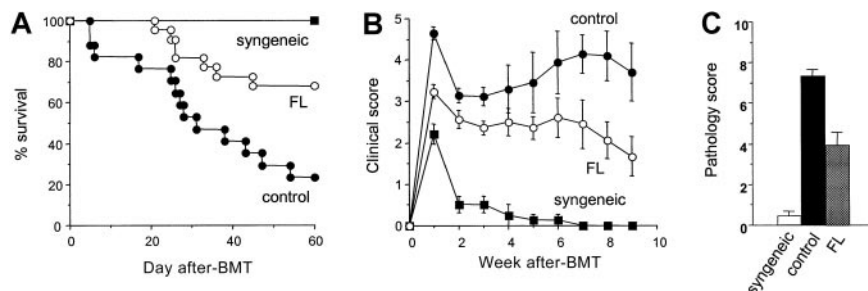 A
% survival
100
80
60
40
20
0
syngeneic
FL
control
0
20
40
60
Day after-BMT
B
Clinical score
5
4
3
2
1
0
control
FL
syngeneic
0
2
4
6
8
10
Week after-BMT
C
Pathology score
10
8
6
4
2
0
syngeneic
control
FL